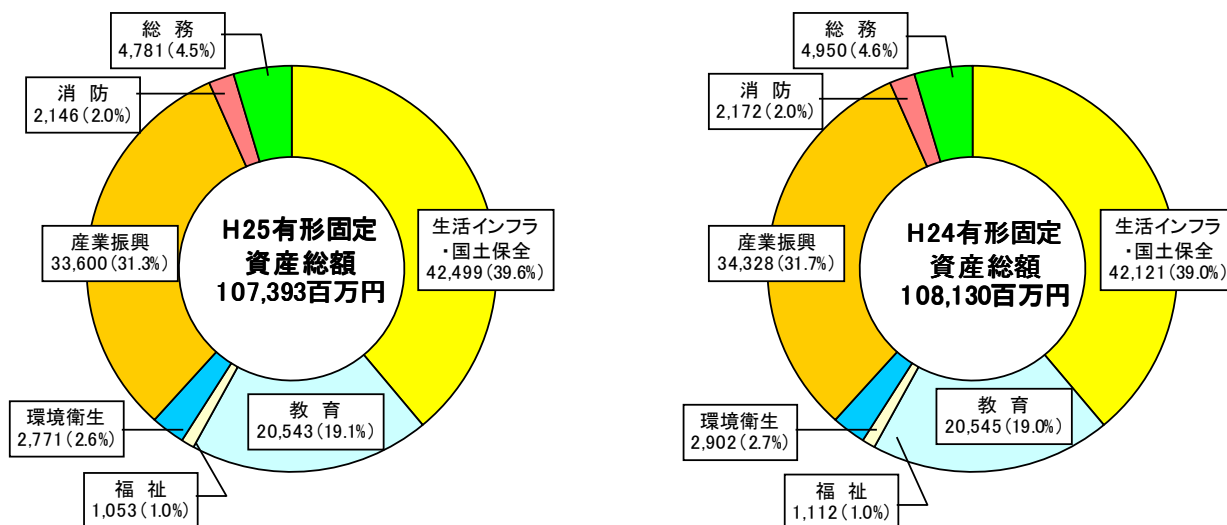 総 務
4,781(4.5%)
消 防
2,146(2.0%)
産業振興
33,600(31.3%)
H25有形固定
資産総額
107,393百万円
生活インフラ
・国土保全
42,499(39.6%)
環境衛生
2,771(2.6%)
教 育
20,543(19.1%)
福 祉
1,053(1.0%)
総 務
4,950(4.6%)
消 防
2,172(2.0%)
産業振興
34,328(31.7%)
H24有形固定
資産総額
108,130百万円
生活インフラ
・国土保全
42,121(39.0%)
環境衛生
2,902(2.7%)
教 育
20,545(19.0%)
福 祉
1,112(1.0%)